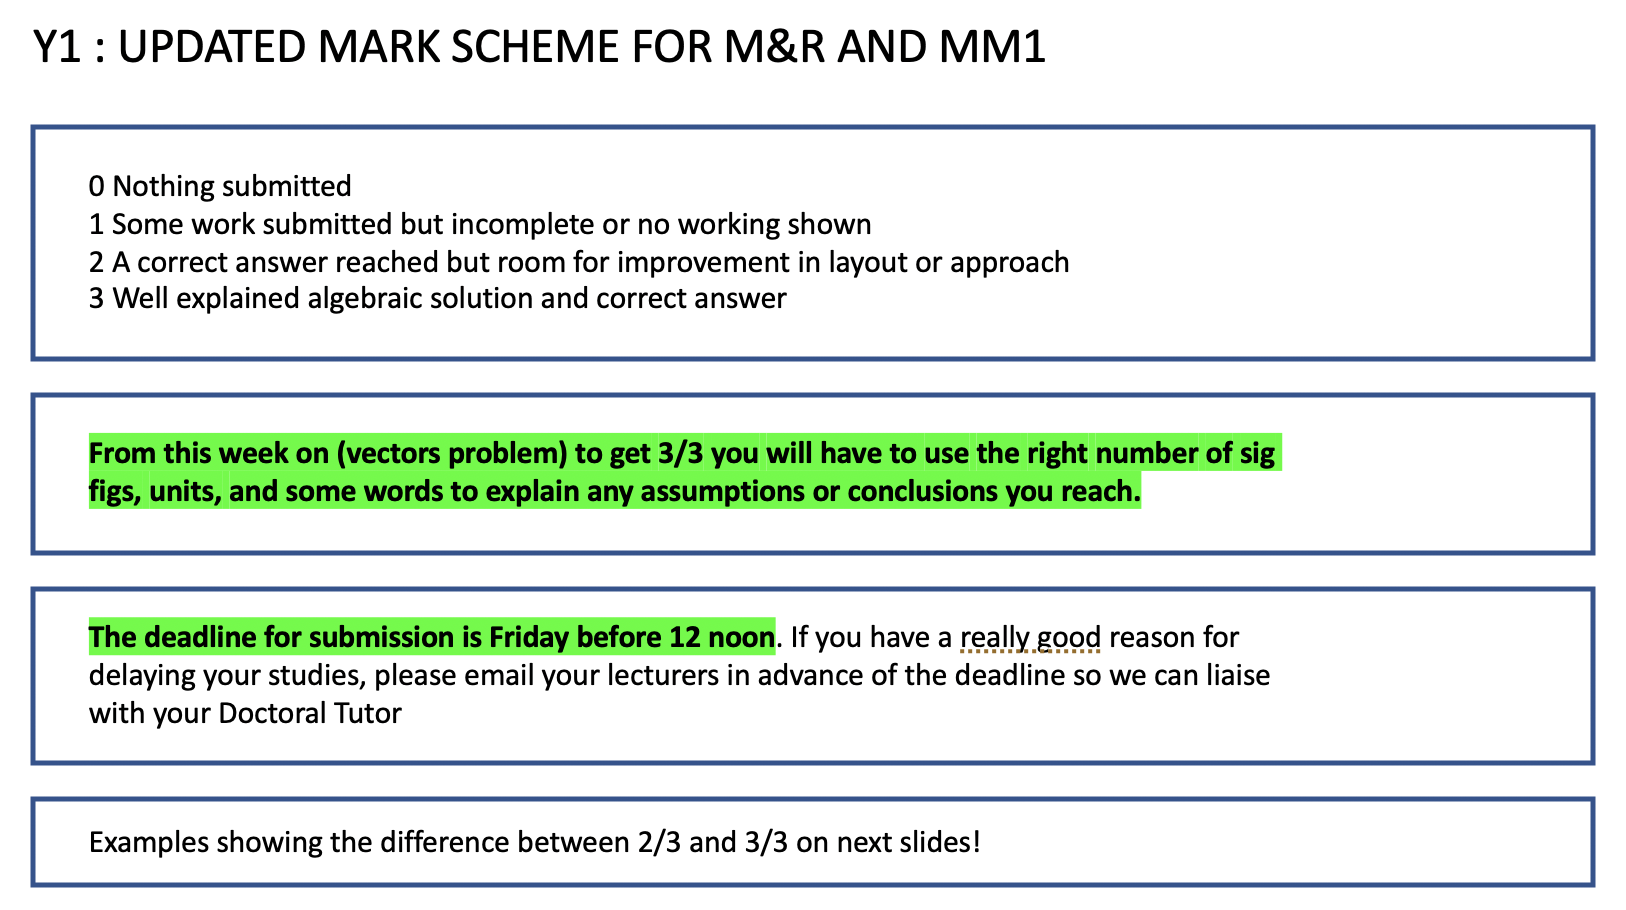 Y1 : UPDATED MARK SCHEME FOR M&R AND MM1
0 Nothing submitted
1 Some work submitted but incomplete or no working shown
2 A correct answer reached but room for improvement in layout or approach
3 Well explained algebraic solution and correct answer
From this week on (vectors problem) to get 3/3 you will have to use the right number of sig
figs, units, and some words to explain any assumptions or conclusions you reach.
The deadline for submission is Friday before 12 noon. If you have a really good reason for
delaying your studies, please email your lecturers in advance of the deadline so we can liaise
with your Doctoral Tutor
Examples showing the difference between 2/3 and 3/3 on next slides!